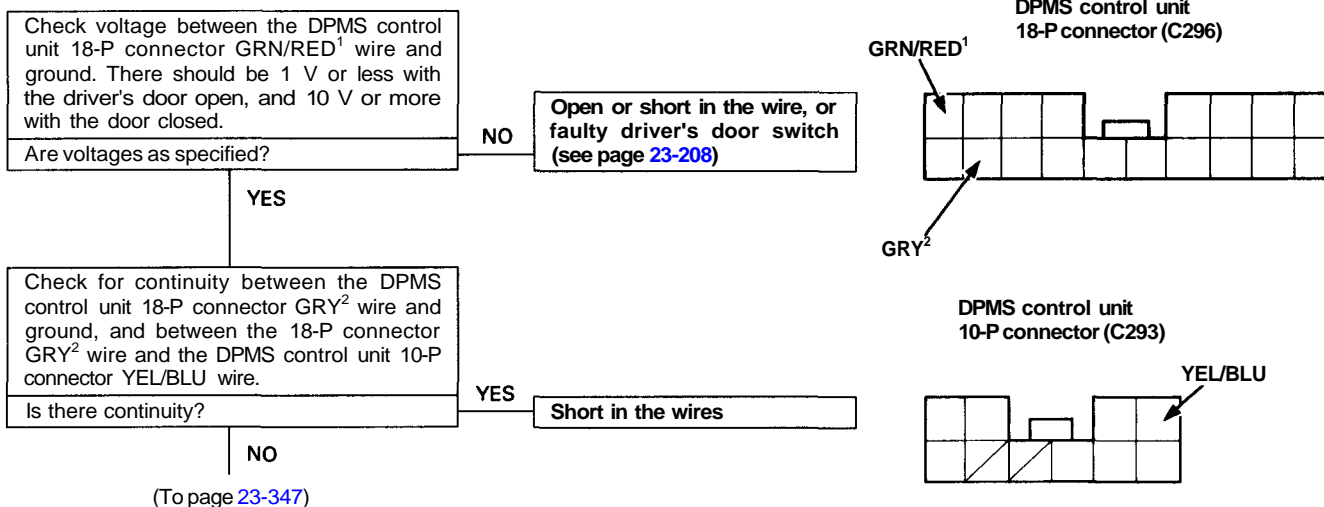 Check voltage between the DPMS control
unit 18-P connector GRN/RED¹ wire and
ground. There should be 1 V or less with
the driver's door open, and 10 V or more
with the door closed.
Are voltages as specified?
NO
Open or short in the wire, or
faulty driver's door switch
(see page 23-208)
YES
Check for continuity between the DPMS
control unit 18-P connector GRY² wire and
ground, and between the 18-P connector
GRY² wire and the DPMS control unit 10-P
connector YEL/BLU wire.
Is there continuity?
YES
Short in the wires
NO
(To page 23-347)
DPMS control unit
18-P connector (C296)
GRN/RED¹
GRY²
DPMS control unit
10-P connector (C293)
YEL/BLU